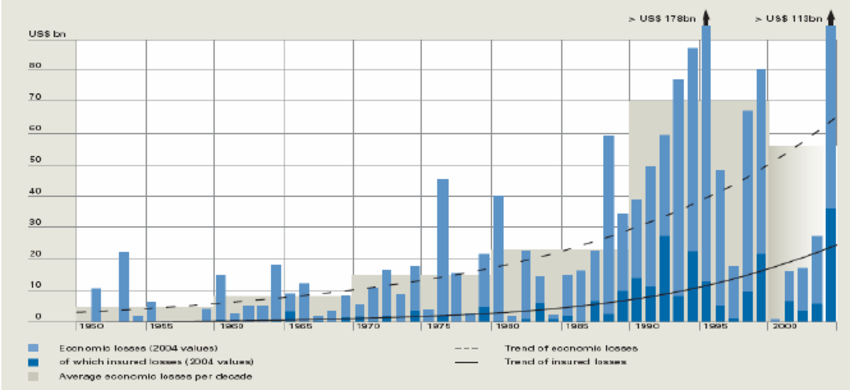 > US$ 178bn > US$ 113bn
US$ bn
80
70
60
50
40
30
20
10
0
1950 1955 1960 1965 1970 1975 1980 1985 1990 1995 2000
Economic losses (2004 values)
of which insured losses (2004 values)
Average economic losses per decade
Trend of economic losses
Trend of insured losses